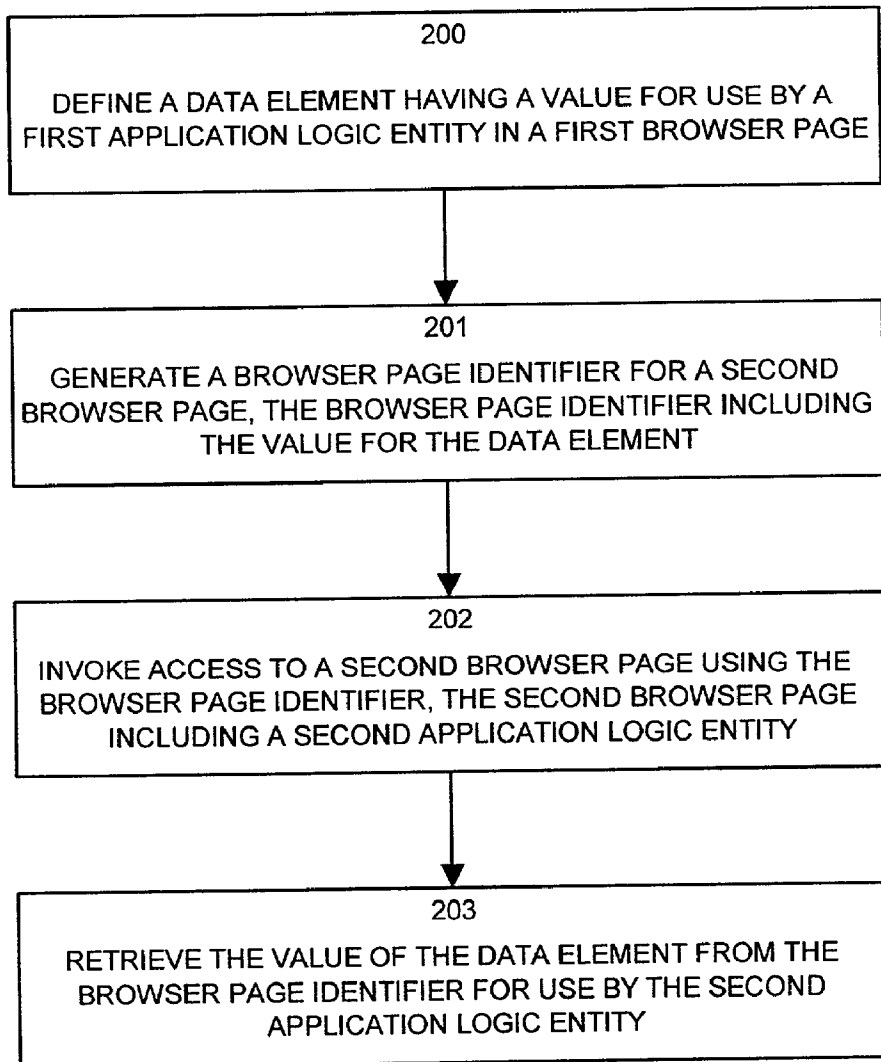 200
DEFINE A DATA ELEMENT HAVING A VALUE FOR USE BY A
FIRST APPLICATION LOGIC ENTITY IN A FIRST BROWSER PAGE
201
GENERATE A BROWSER PAGE IDENTIFIER FOR A SECOND
BROWSER PAGE, THE BROWSER PAGE IDENTIFIER INCLUDING
THE VALUE FOR THE DATA ELEMENT
202
INVOKE ACCESS TO A SECOND BROWSER PAGE USING THE
BROWSER PAGE IDENTIFIER, THE SECOND BROWSER PAGE
INCLUDING A SECOND APPLICATION LOGIC ENTITY
203
RETRIEVE THE VALUE OF THE DATA ELEMENT FROM THE
BROWSER PAGE IDENTIFIER FOR USE BY THE SECOND
APPLICATION LOGIC ENTITY